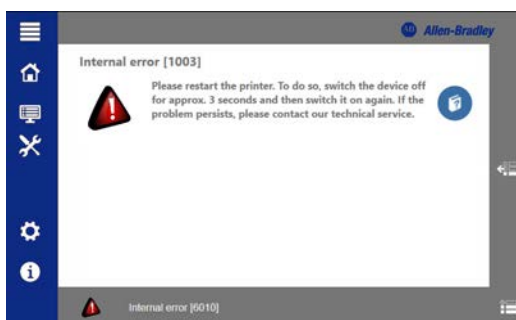 AB Allen-Bradley
Internal error [1003]
Please restart the printer. To do so, switch the device off
for approx. 3 seconds and then switch it on again. If the
problem persists, please contact our technical service.
Internal error [6010]